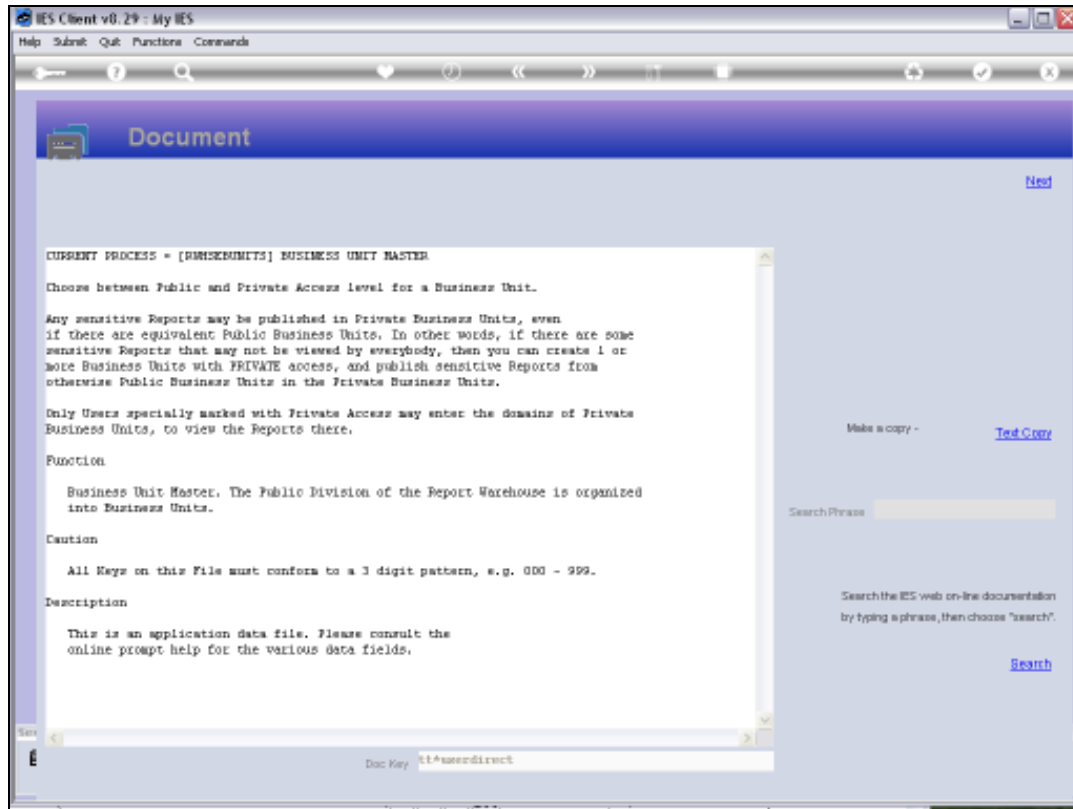 IES Client v8.29 : My IES
Help Submit Quit Functions Commands
Document
Next
CURRENT PROCESS = [RWHSEBUNITS] BUSINESS UNIT MASTER
Choose between Public and Private Access level for a Business Unit.
Any sensitive Reports may be published in Private Business Units, even
if there are equivalent Public Business Units. In other words, if there are some
sensitive Reports that may not be viewed by everybody, then you can create 1 or
more Business Units with PRIVATE access, and publish sensitive Reports from
otherwise Public Business Units in the Private Business Units.
Only Users specially marked with Private Access may enter the domains of Private
Business Units, to view the Reports there.
Function
Business Unit Master. The Public Division of the Report Warehouse is organized
into Business Units.
Caution
All Keys on this File must conform to a 3 digit pattern, e.g. 000 - 999.
Description
This is an application data file. Please consult the
online prompt help for the various data fields.
Make a copy -
Text Copy
Search Phrase
Search the IES web on-line documentation
by typing a phrase, then choose "search".
Search
Doc Key tt^userdirect